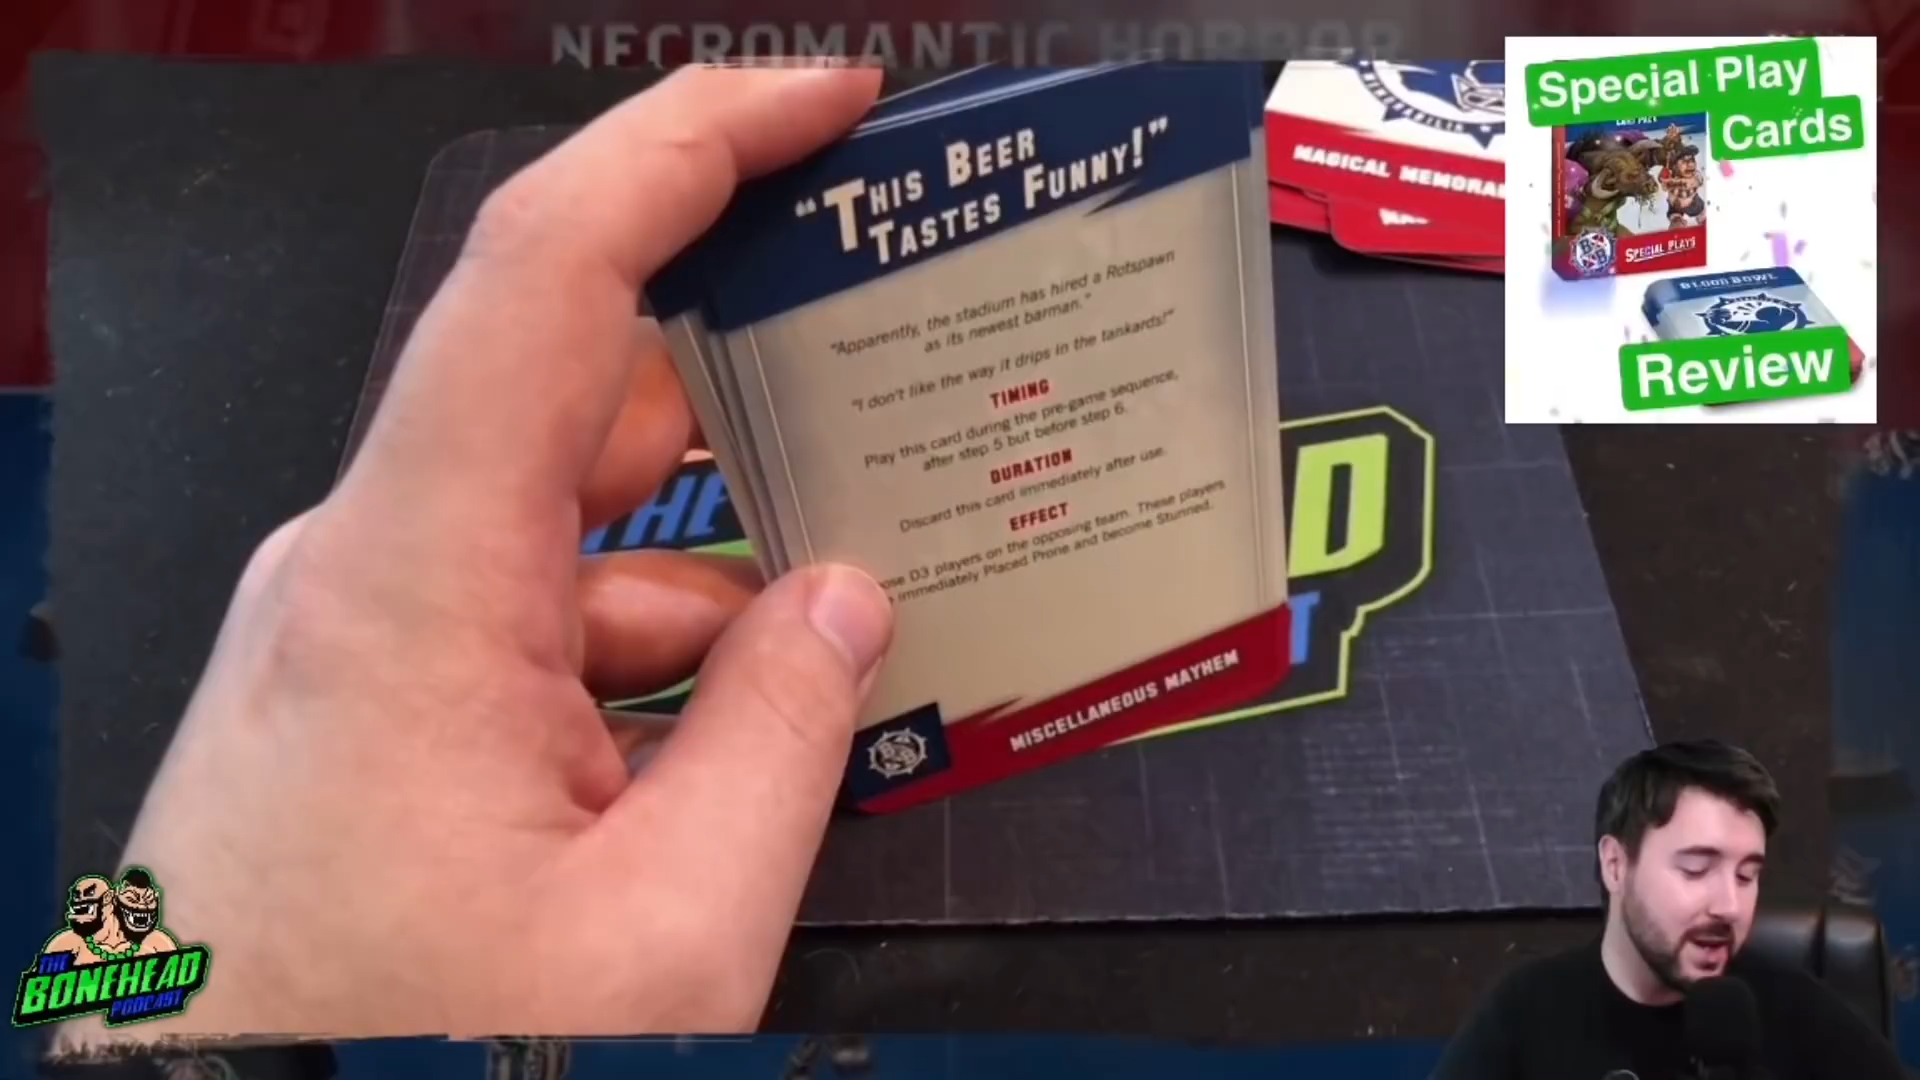 NECROMANTIC HORROR
"THIS BEER
TASTES FUNNY!"
"Apparently, the stadium has hired a Rotspawn
as its newest barman."
"I don't like the way it drips in the tankards!"
TIMING
Play this card during the pre-game sequence,
after step 5 but before step 6.
DURATION
Discard this card immediately after use.
EFFECT
ose D3 players on the opposing team. These players
immediately Placed Prone and become Stunned.
MISCELLANEOUS MAYHEM
MAGICAL MEMORA
THE
D
Special Play
Cards
SPECIAL PLAYS
BLOOD BOWL
Review
THE
BONEHEAD
PODCAST